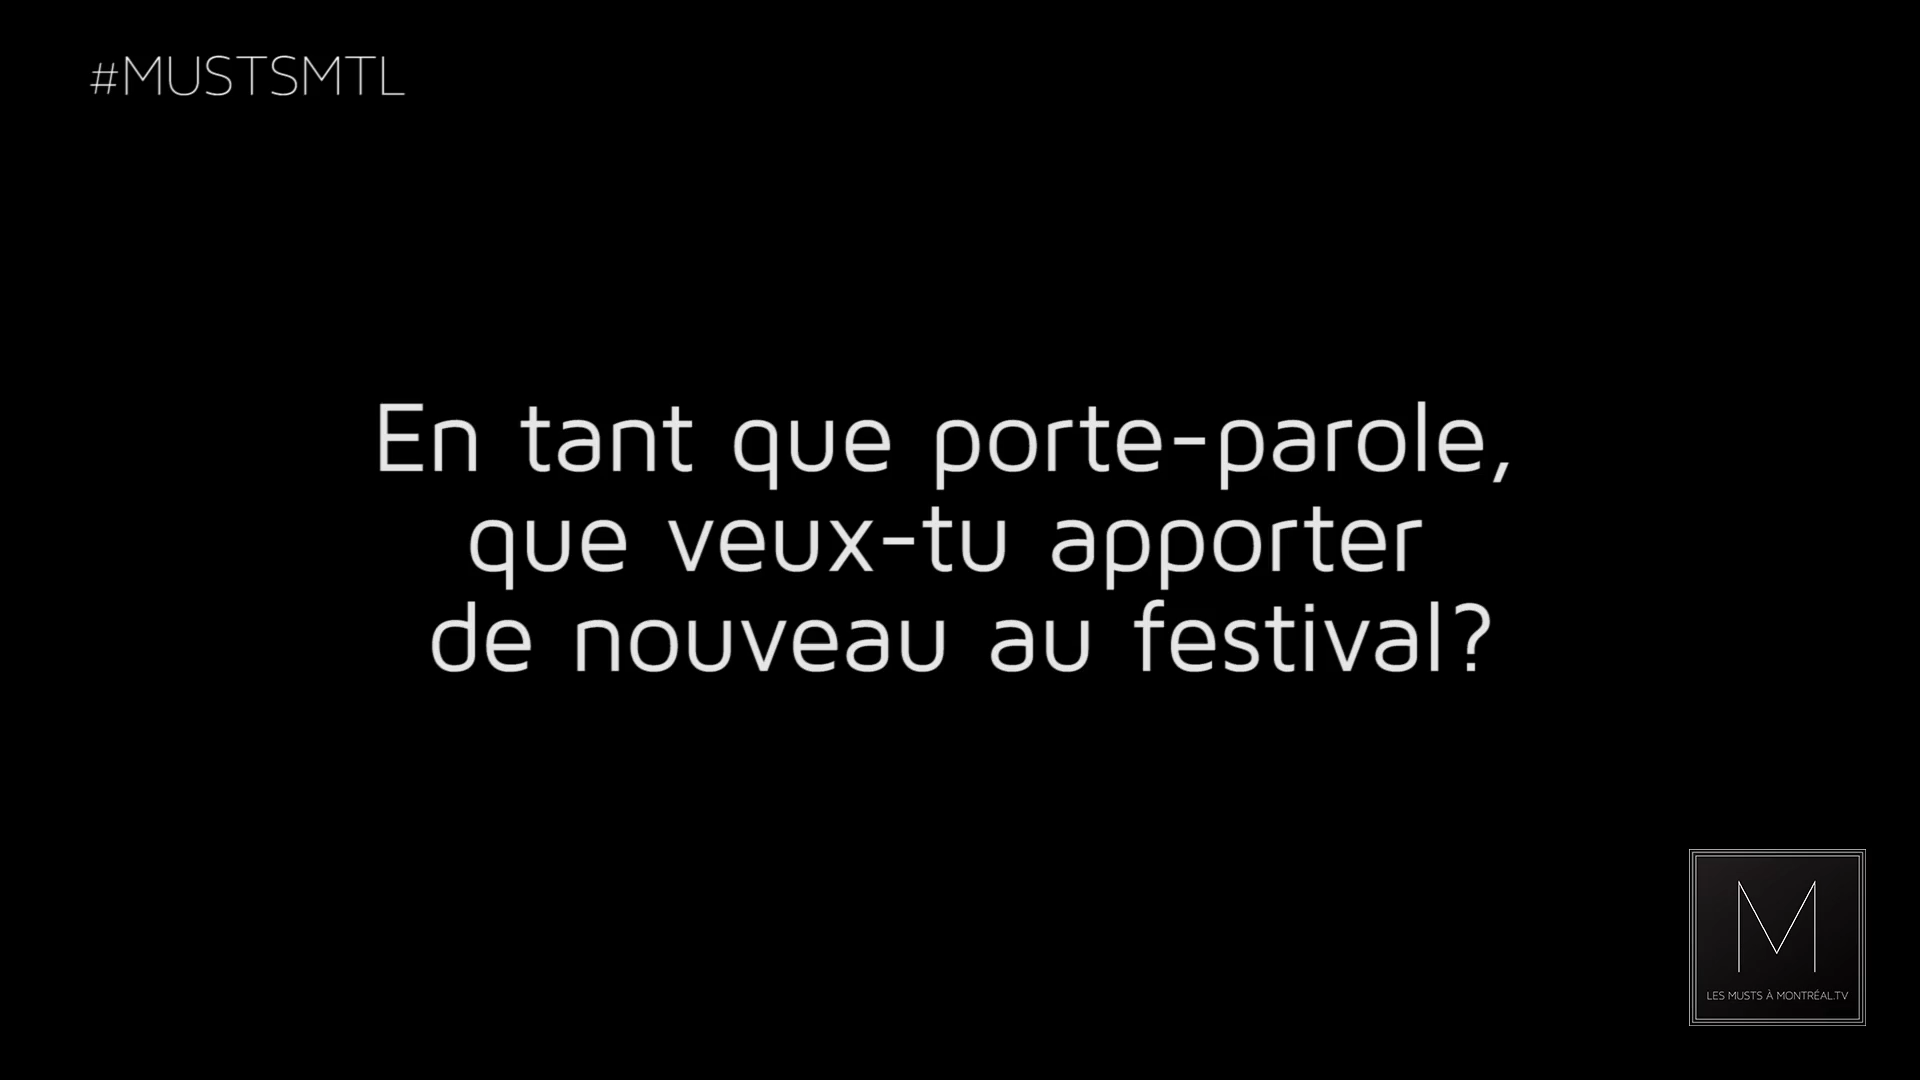 #MUSTSMTL
En tant que porte-parole,
que veux-tu apporter
de nouveau au festival?
M
LES MUSTS À MONTRÉAL.TV